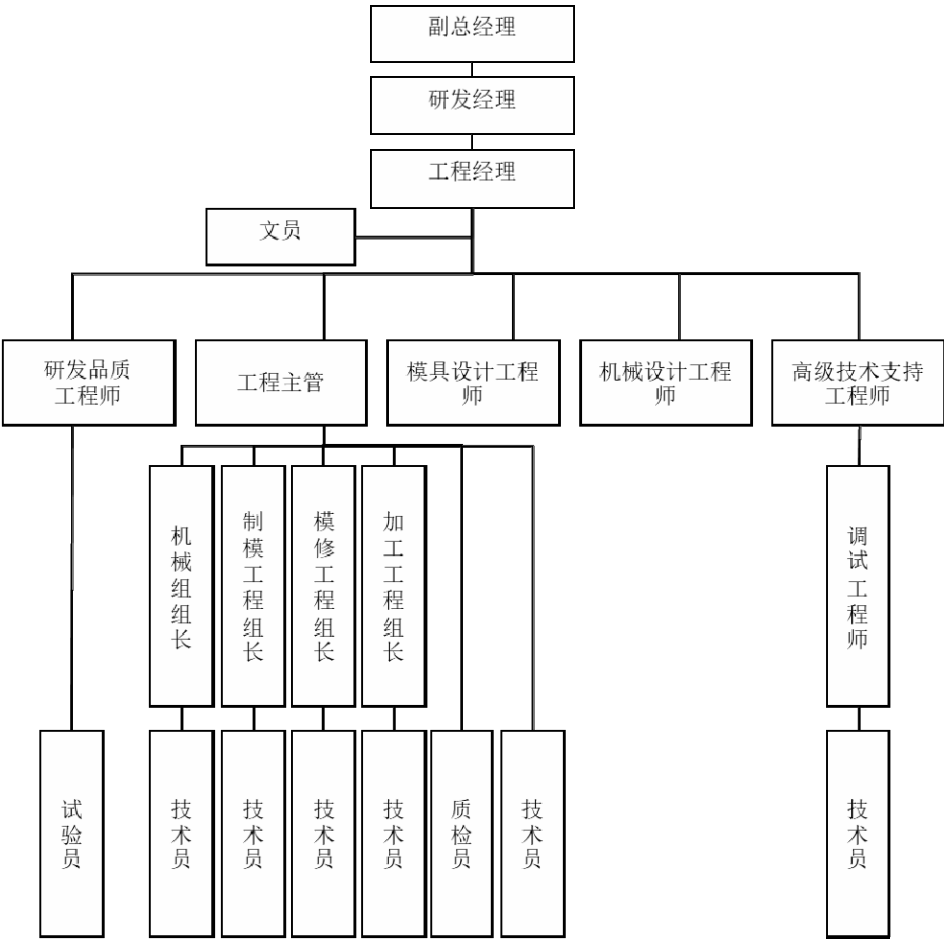 副总经理
研发经理
工程经理
文员
研发品质
工程师
工程主管
模具设计工程
师
机械设计工程
师
高级技术支持
工程师
机械组组长
制模工程组长
模修工程组长
加工工程组长
调试工程师
试验员
技术员
技术员
技术员
技术员
质检员
技术员
技术员